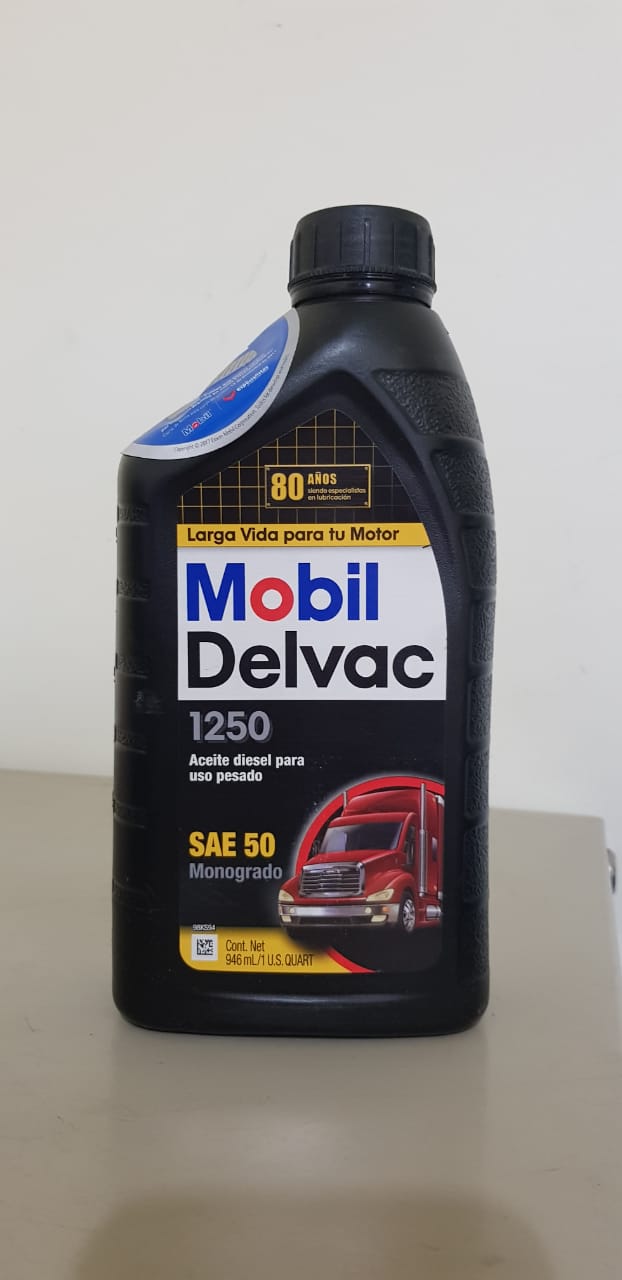 Mobil
80 AÑOS
siendo especialistas
en lubricación
Larga Vida para tu Motor
Mobil
Delvac
1250
Aceite diesel para
uso pesado
SAE 50
Monogrado
Cont. Net
946 mL/1 U.S. QUART